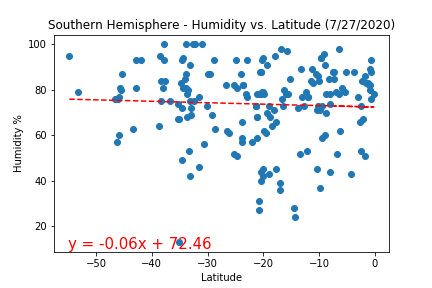 Southern Hemisphere - Humidity vs. Latitude (7/27/2020)
100
80
60
40
20
Humidity %
y = -0.06x + 72.46
−50
−40
−30
−20
−10
0
Latitude